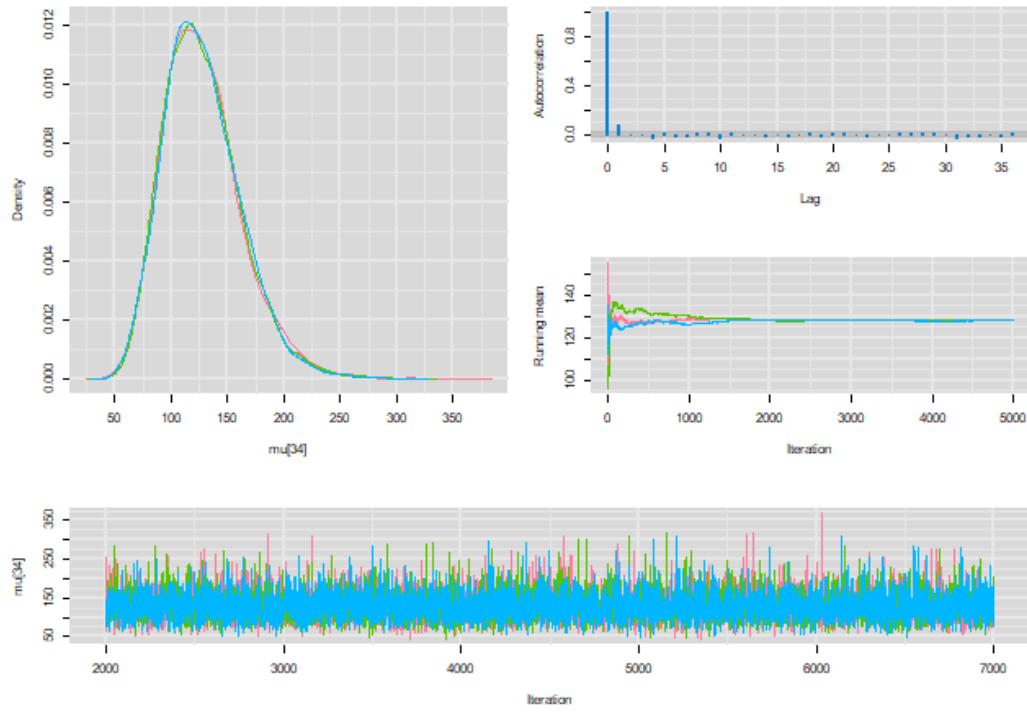 0.012
0.010
0.008
0.006
0.004
0.002
0.000
Density
50 100 150 200 250 300 350
mu[34]
0.8
0.4
0.0
Autocorrelation
0 5 10 15 20 25 30 35
Lag
140
120
100
Running mean
0 1000 2000 3000 4000 5000
Iteration
350
250
150
50
mu[34]
2000 3000 4000 5000 6000 7000
Iteration